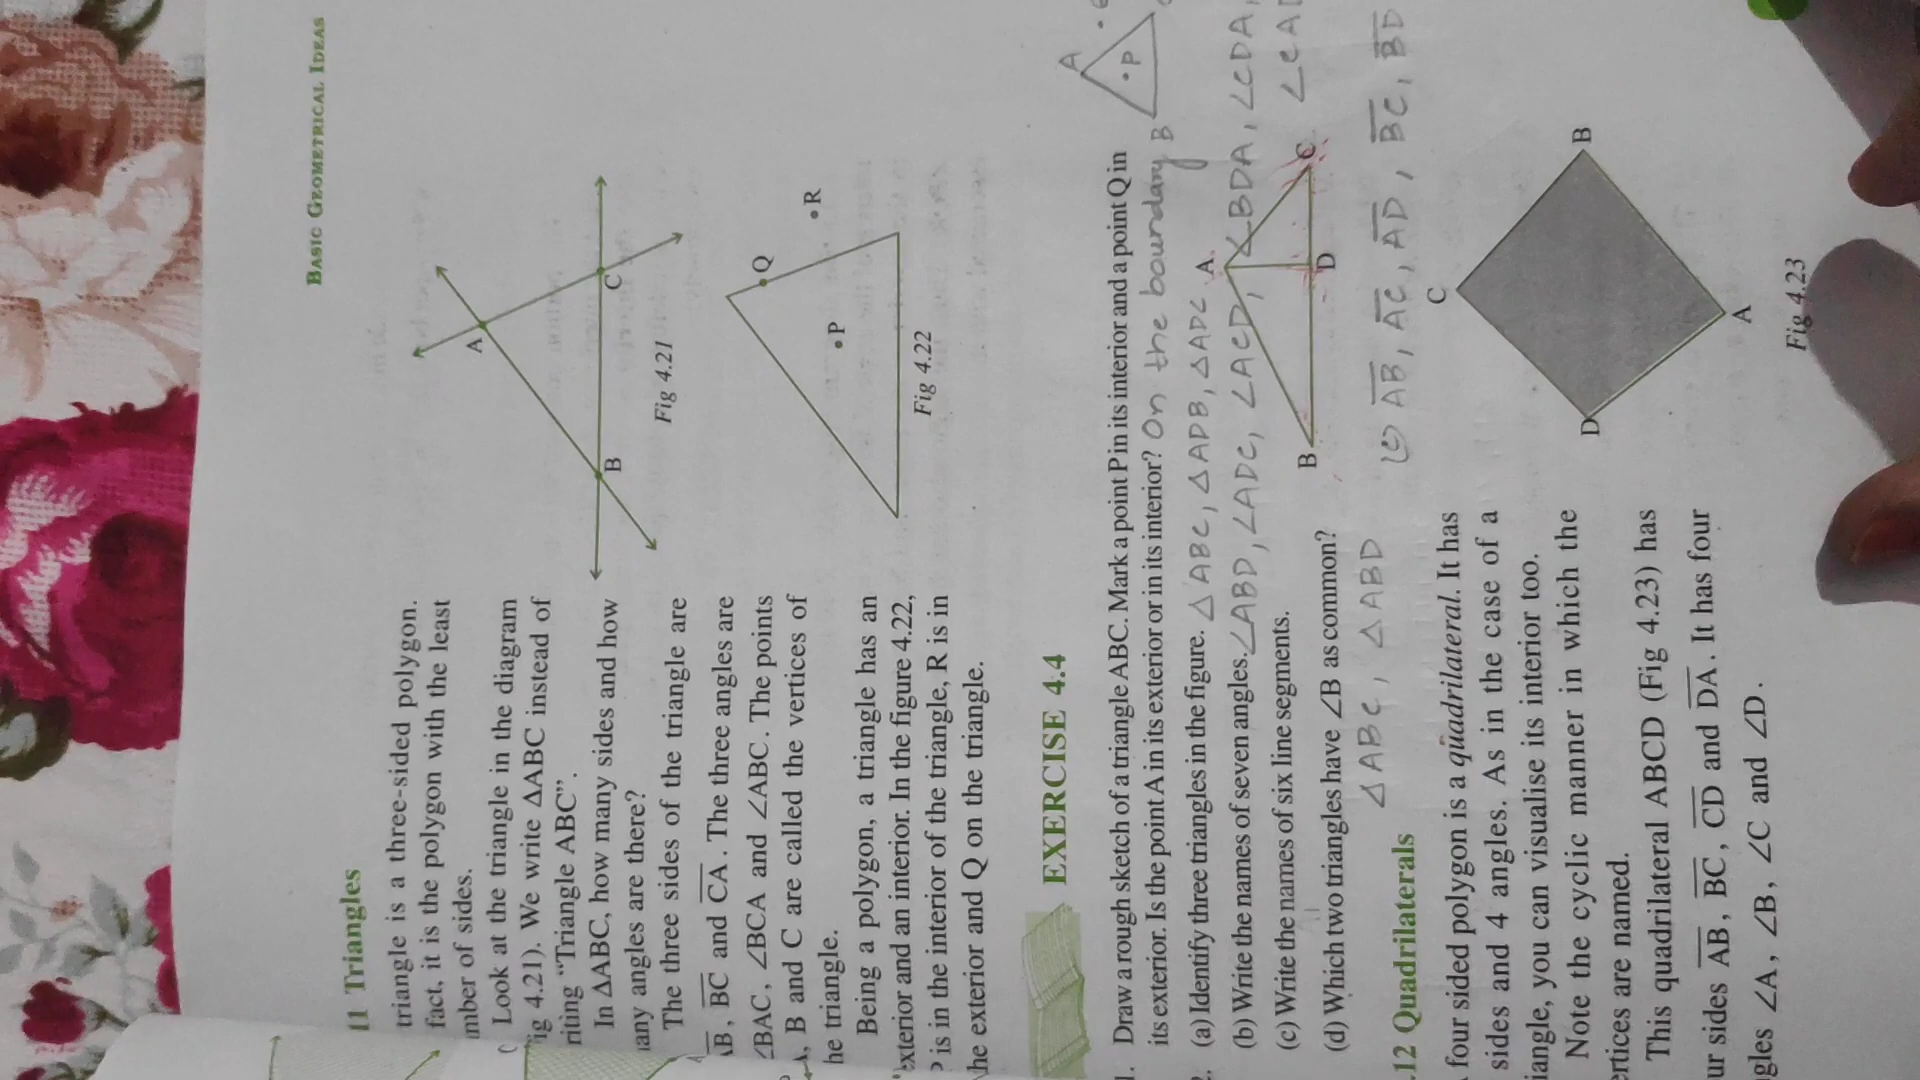 BASIC GEOMETRICAL IDEAS
11 Triangles
triangle is a three-sided polygon.
fact, it is the polygon with the least
mber of sides.
Look at the triangle in the diagram
ig 4.21). We write ΔABC instead of
riting “Triangle ABC”.
In ΔABC, how many sides and how
any angles are there?
The three sides of the triangle are
AB, BC and CA. The three angles are
∠BAC, ∠BCA and ∠ABC. The points
A, B and C are called the vertices of
he triangle.
A
B
C
Fig 4.21
Being a polygon, a triangle has an
exterior and an interior. In the figure 4.22,
P is in the interior of the triangle, R is in
he exterior and Q on the triangle.
Q
P
R
Fig 4.22
EXERCISE 4.4
1. Draw a rough sketch of a triangle ABC. Mark a point P in its interior and a point Q in
its exterior. Is the point A in its exterior or in its interior? On the boundary
A
P
B
2. (a) Identify three triangles in the figure. Δ ABC, Δ ADB, Δ ADC
(b) Write the names of seven angles. ∠ABD, ∠ADC, ∠ACD, ∠BDA, ∠CDA,
(c) Write the names of six line segments.
(d) Which two triangles have ∠B as common?
Δ ABC, Δ ABD
A
B
D
C
AB, AC, AD, BC, BD
.12 Quadrilaterals
four sided polygon is a quadrilateral. It has
sides and 4 angles. As in the case of a
iangle, you can visualise its interior too.
Note the cyclic manner in which the
ertices are named.
This quadrilateral ABCD (Fig 4.23) has
ur sides AB, BC, CD and DA. It has four
gles ∠A, ∠B, ∠C and ∠D.
C
D
B
A
Fig 4.23